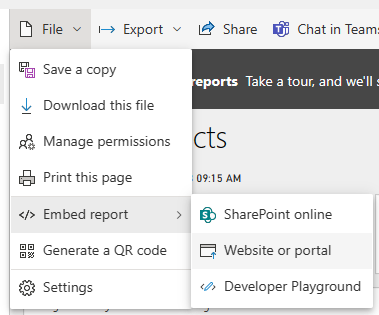 File Export Share Chat in Teams
Save a copy
reports Take a tour, and we'll
Download this file
Manage permissions
cts
Print this page
09:15 AM
Embed report
SharePoint online
Website or portal
Generate a QR code
Developer Playground
Settings